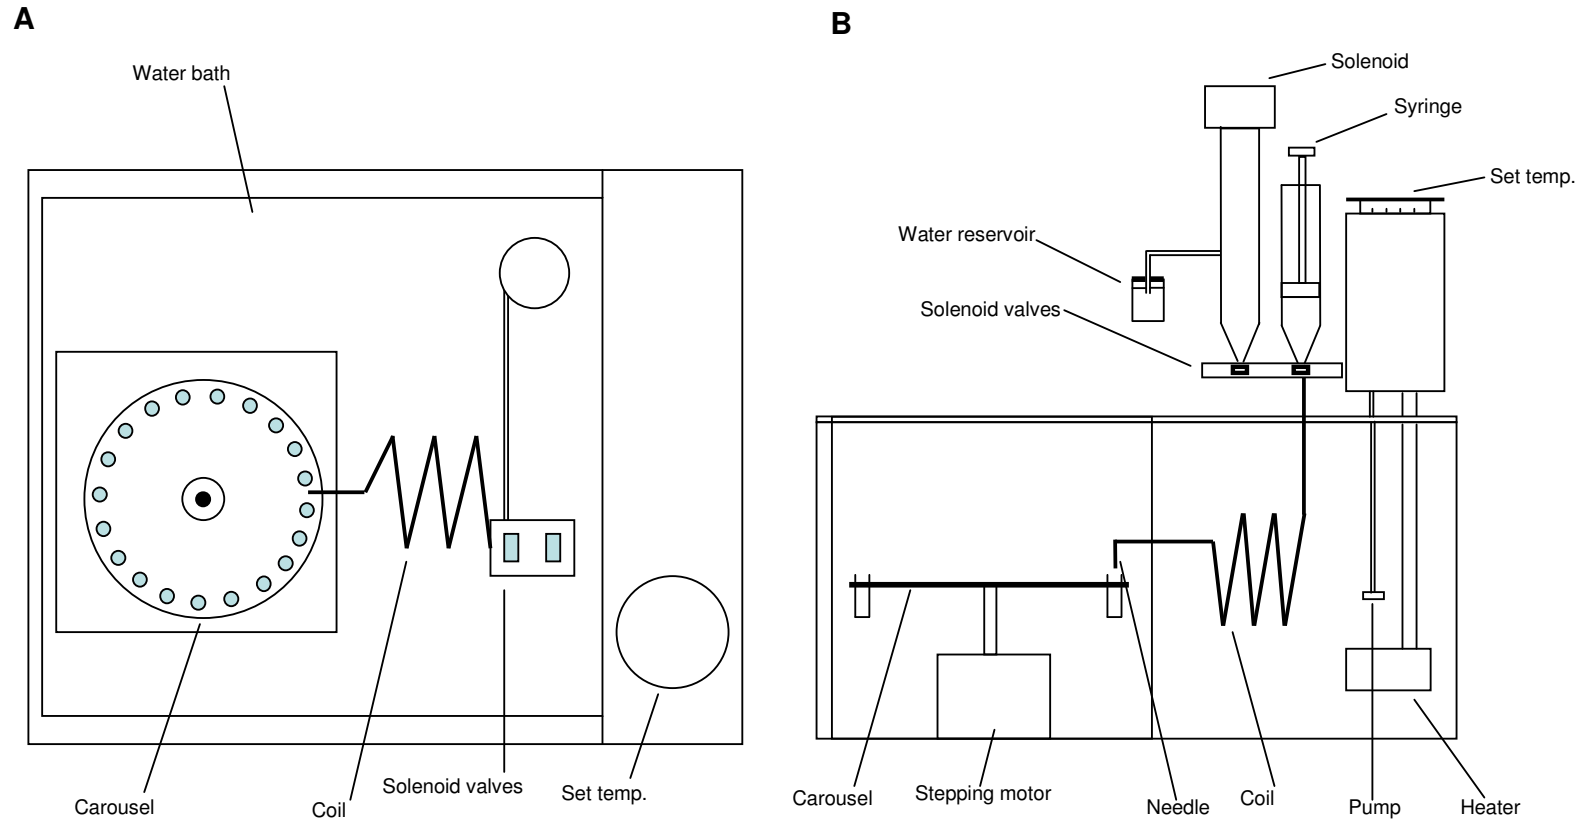 A
B
Water bath
Solenoid
Syringe
Set temp.
Water reservoir
Solenoid valves
Carousel
Coil
Solenoid valves
Set temp.
Carousel
Stepping motor
Needle
Coil
Pump
Heater